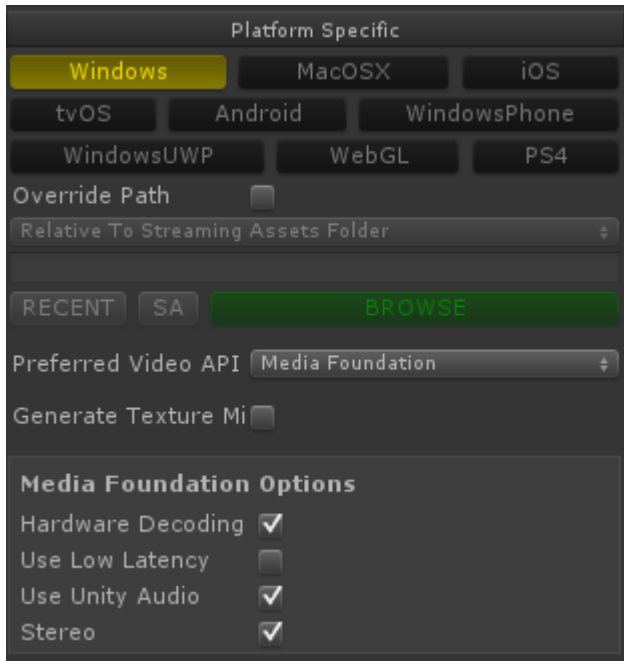 Platform Specific
Windows MacOSX iOS
tvOS Android WindowsPhone
WindowsUWP WebGL PS4
Override Path
Relative To Streaming Assets Folder
RECENT SA BROWSE
Preferred Video API Media Foundation
Generate Texture Mi
Media Foundation Options
Hardware Decoding
Use Low Latency
Use Unity Audio
Stereo